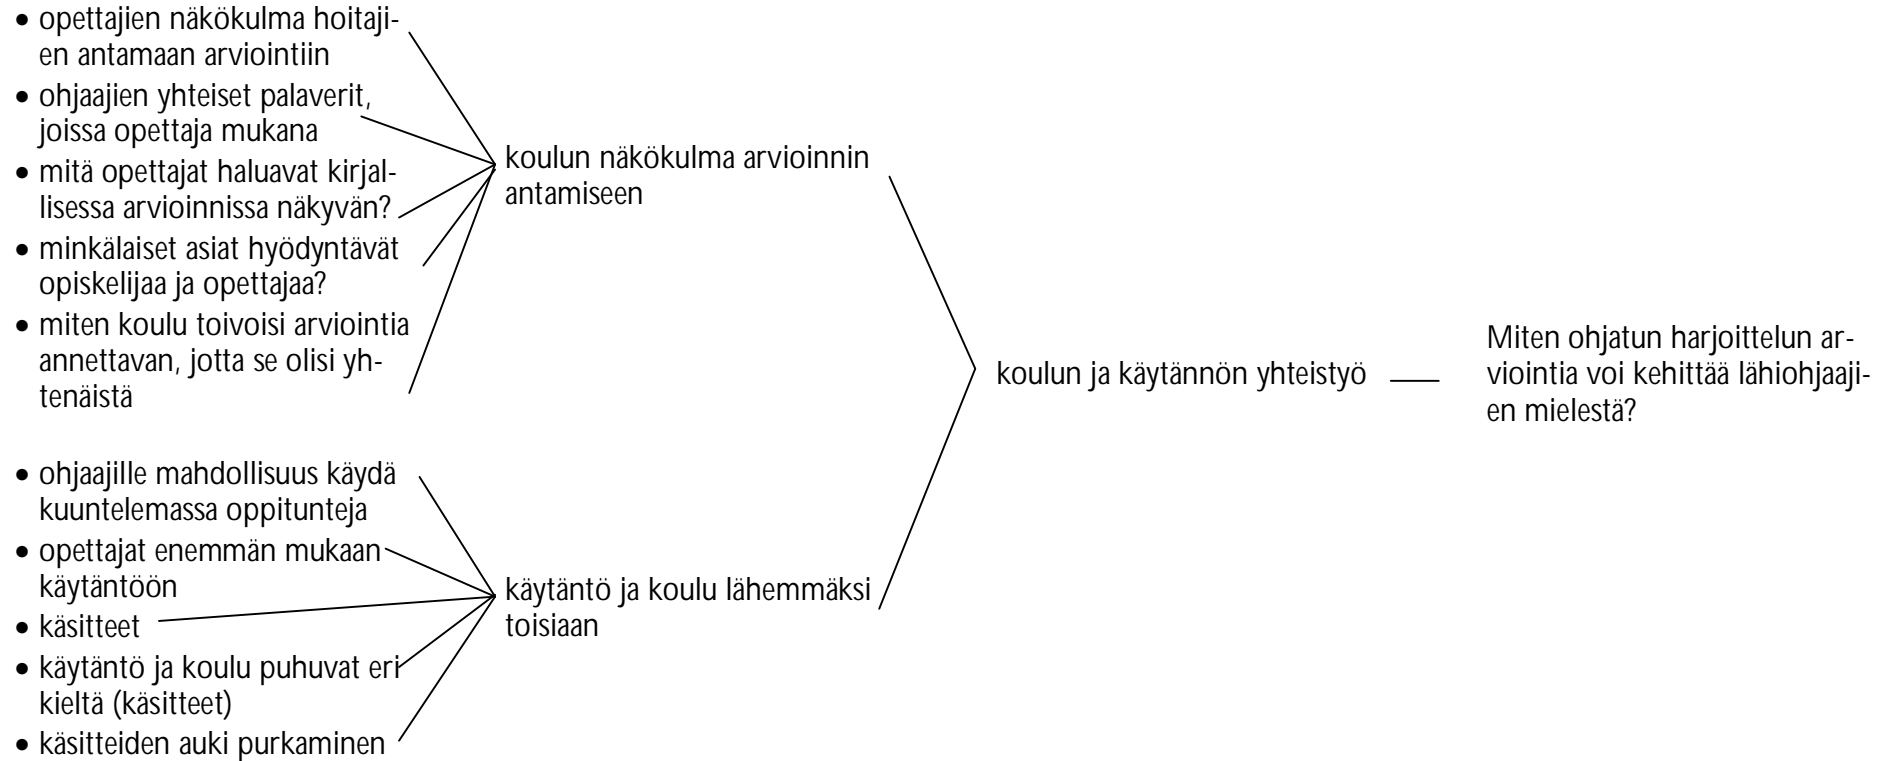 • opettajien näkökulma hoitaji-
en antamaan arviointiin
• ohjaajien yhteiset palaverit,
joissa opettaja mukana
• mitä opettajat haluavat kirjal-
lisessa arvioinnissa näkyvän?
• minkälaiset asiat hyödyntävät
opiskelijaa ja opettajaa?
• miten koulu toivoisi arviointia
annettavan, jotta se olisi yh-
tenäistä
koulun näkökulma arvioinnin
antamiseen
• ohjaajille mahdollisuus käydä
kuuntelemassa oppitunteja
• opettajat enemmän mukaan
käytäntöön
• käsitteet
• käytäntö ja koulu puhuvat eri
kieltä (käsitteet)
• käsitteiden auki purkaminen
käytäntö ja koulu lähemmäksi
toisiaan
koulun ja käytännön yhteistyö
Miten ohjatun harjoittelun ar-
viointia voi kehittää lähiohjaaji-
en mielestä?